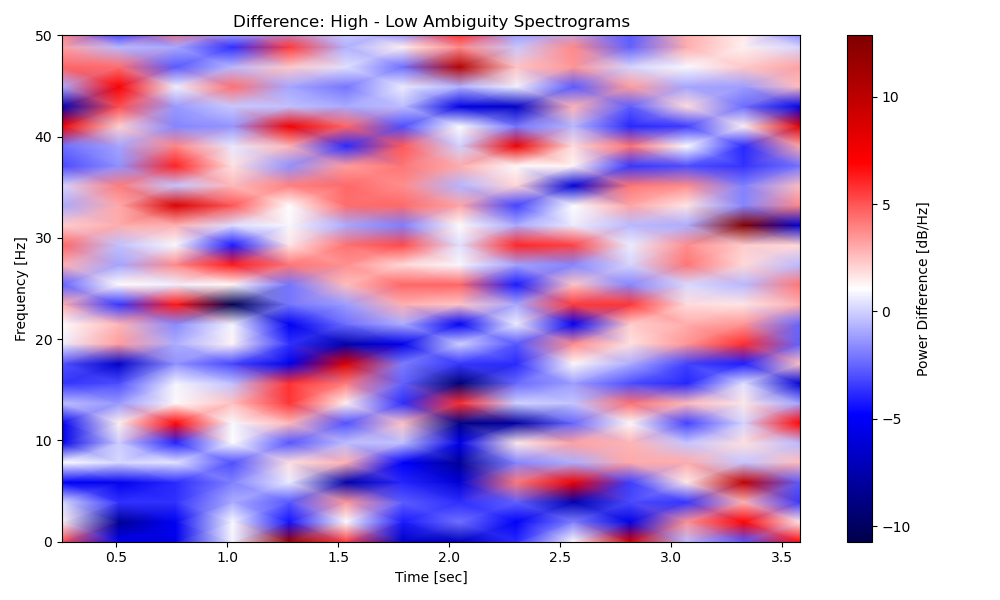 Difference: High - Low Ambiguity Spectrograms
Frequency [Hz]
50
40
30
20
10
0
0.5 1.0 1.5 2.0 2.5 3.0 3.5
Time [sec]
10
5
0
−5
−10
Power Difference [dB/Hz]